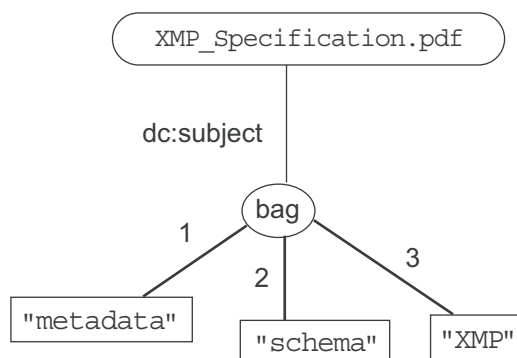 XMP_Specification.pdf
dc:subject
bag
1
2
3
"metadata"
"schema"
"XMP"